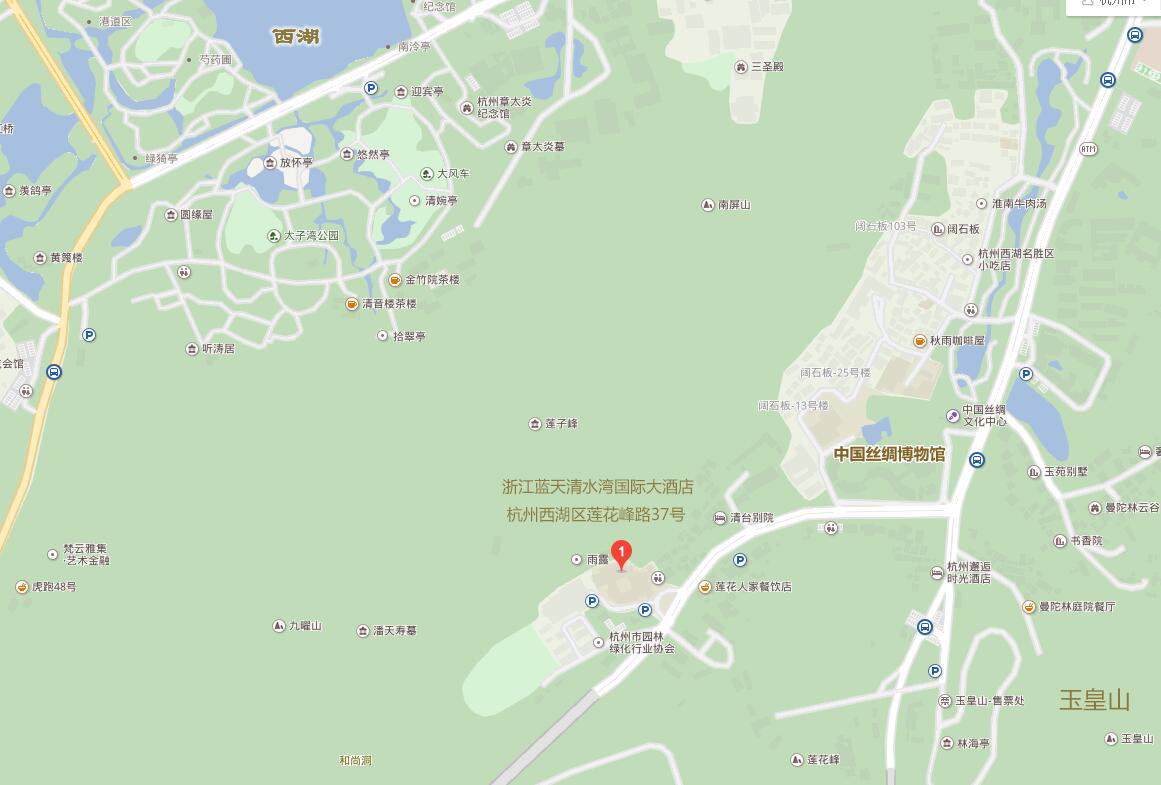 港道区
纪念馆
杭州市
西湖
南泠亭
芍药圃
三圣殿
迎宾亭
杭州章太炎
纪念馆
桥
绿猗亭
放怀亭
悠然亭
章太炎墓
ATM
大风车
羡鸽亭
清婉亭
南屏山
淮南牛肉汤
圆缘屋
阔石板103号
阔石板
太子湾公园
黄篾楼
杭州西湖名胜区
小吃店
金竹院茶楼
清音楼茶楼
P
拾翠亭
秋雨咖啡屋
听涛居
会馆
阔石板-25号楼
阔石板-13号楼
中国丝绸
文化中心
莲子峰
中国丝绸博物馆
玉苑别墅
浙江蓝天清水湾国际大酒店
杭州西湖区莲花峰路37号
清台别院
曼陀林云谷
书香院
梵云雅集
·艺术金融
雨露
1
P
虎跑48号
莲花人家餐饮店
杭州邂逅
时光酒店
P
P
曼陀林庭院餐厅
九曜山
潘天寿墓
杭州市园林
绿化行业协会
P
玉皇山-售票处
玉皇山
林海亭
玉皇山
和尚洞
莲花峰